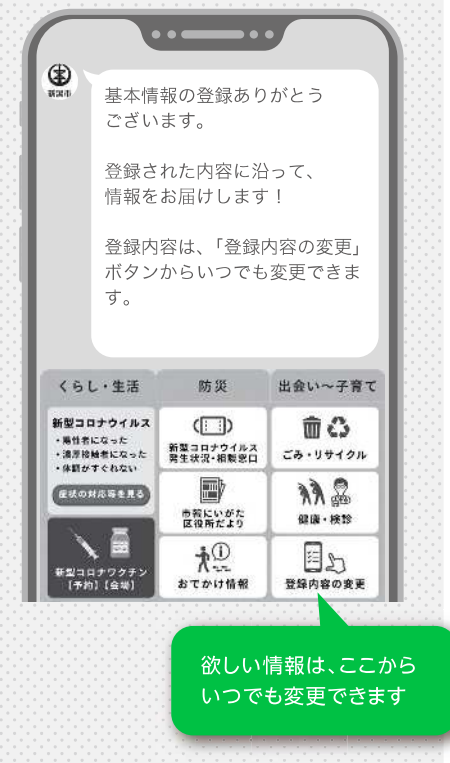 新潟市
基本情報の登録ありがとう
ございます。
登録された内容に沿って、
情報をお届けします！
登録内容は、「登録内容の変更」
ボタンからいつでも変更できま
す。
くらし・生活
防災
出会い～子育て
新型コロナウイルス
・陽性者になった
・濃厚接触者になった
・体調がすぐれない
症状の対応等を見る
新型コロナワクチン
【予約】【会場】
新型コロナウイルス
発生状況・相談窓口
市報にいがた
区役所だより
おでかけ情報
ごみ・リサイクル
健康・検診
登録内容の変更
欲しい情報は、ここから
いつでも変更できます